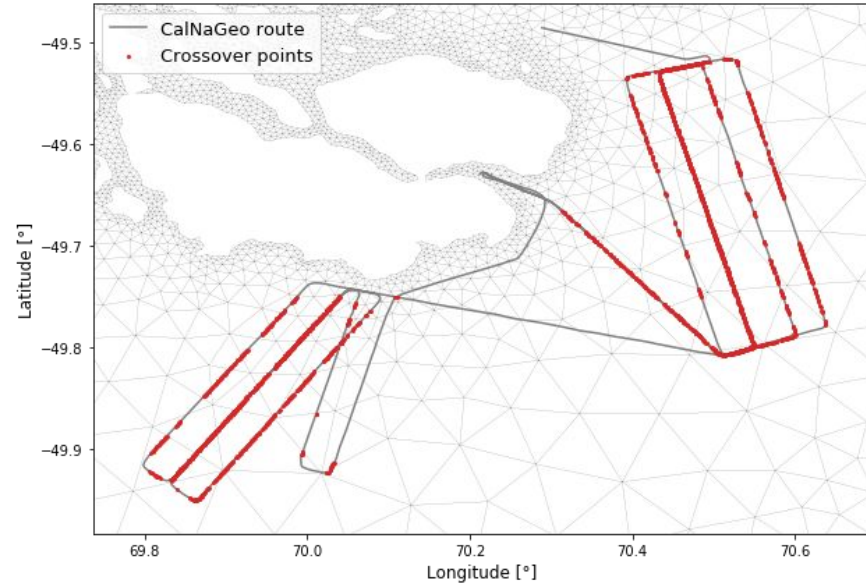 CalNaGeo route
Crossover points
−49.5
−49.6
−49.7
−49.8
−49.9
Latitude [°]
69.8 70.0 70.2 70.4 70.6
Longitude [°]